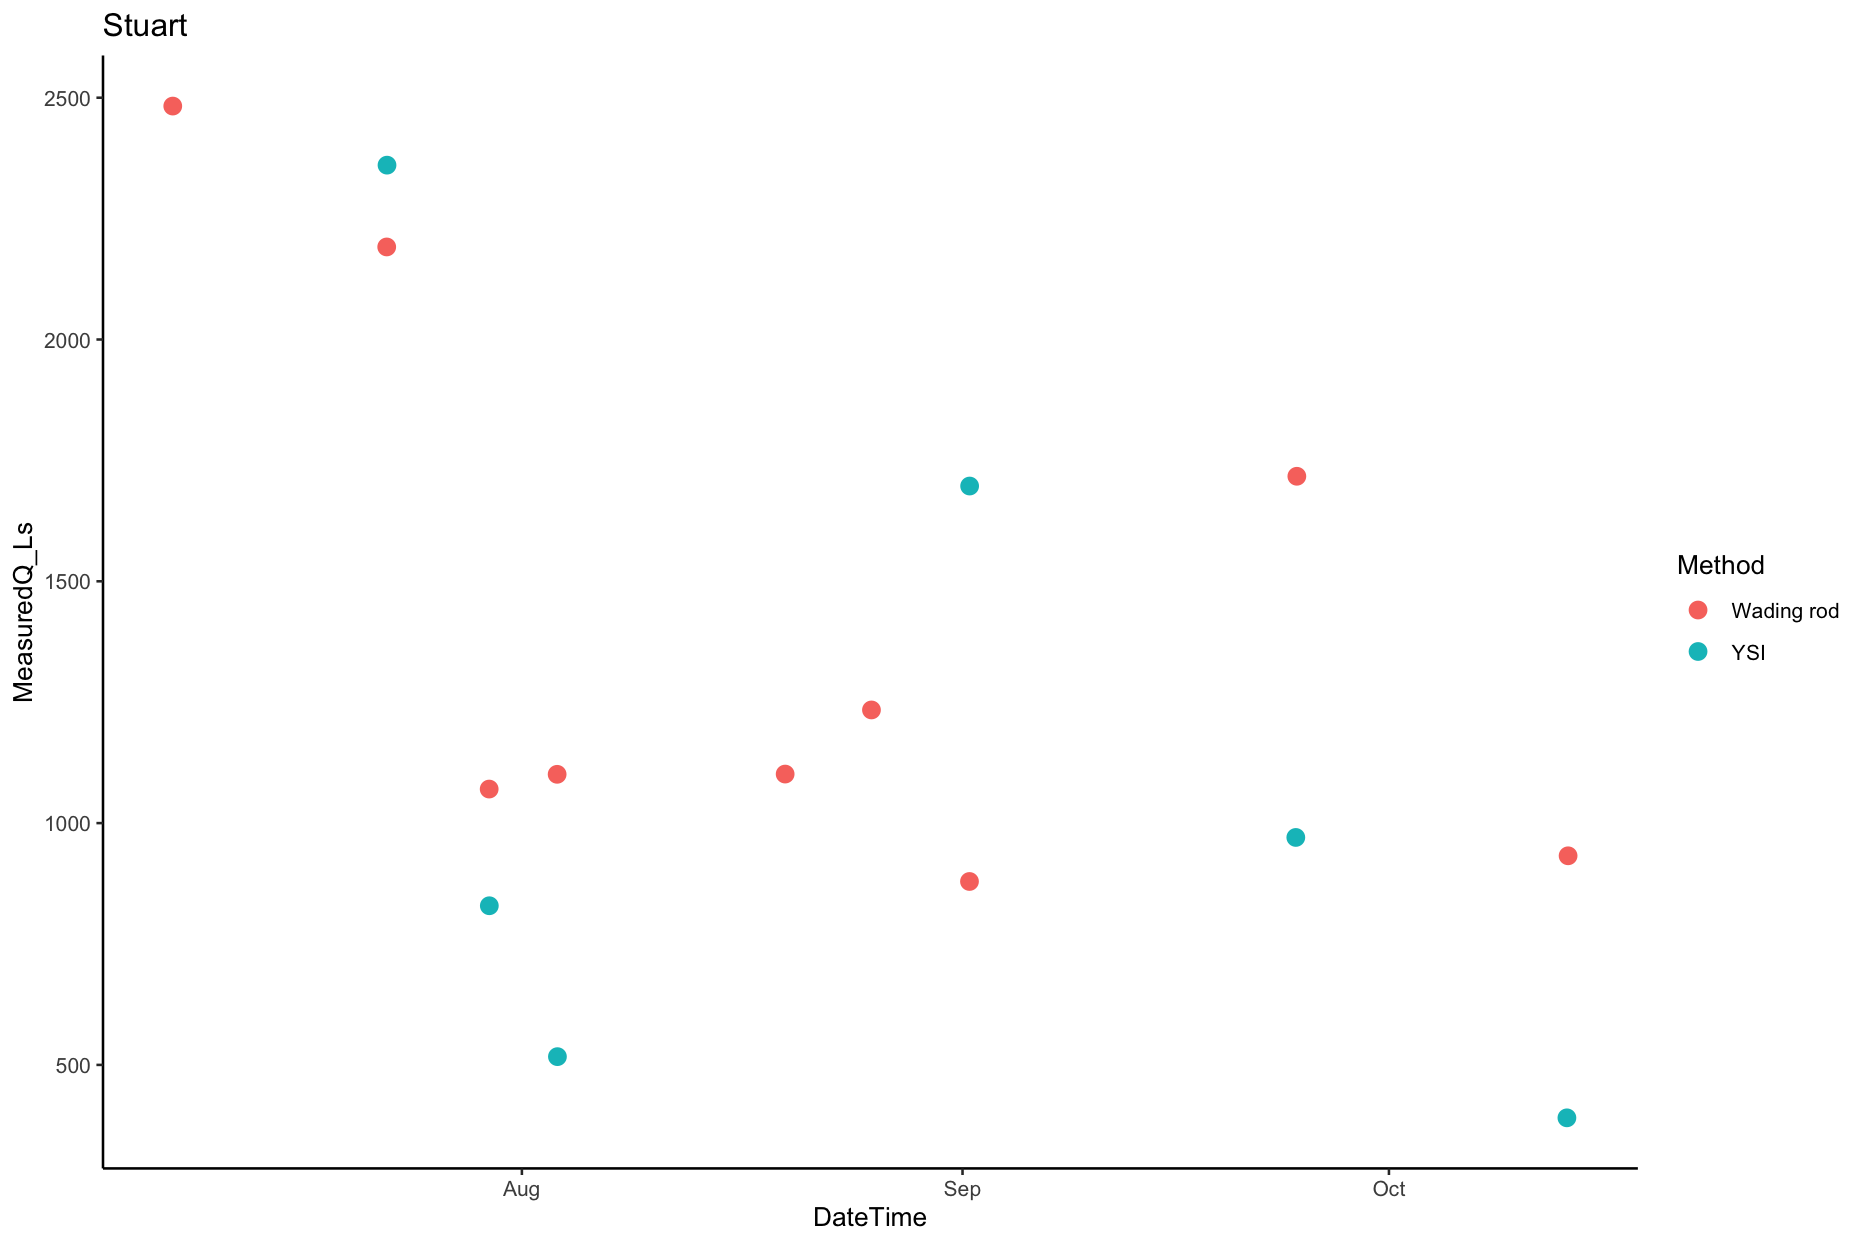 Stuart
2500
2000
1500
1000
500
MeasuredQ_Ls
Aug
Sep
Oct
DateTime
Method
Wading rod
YSI